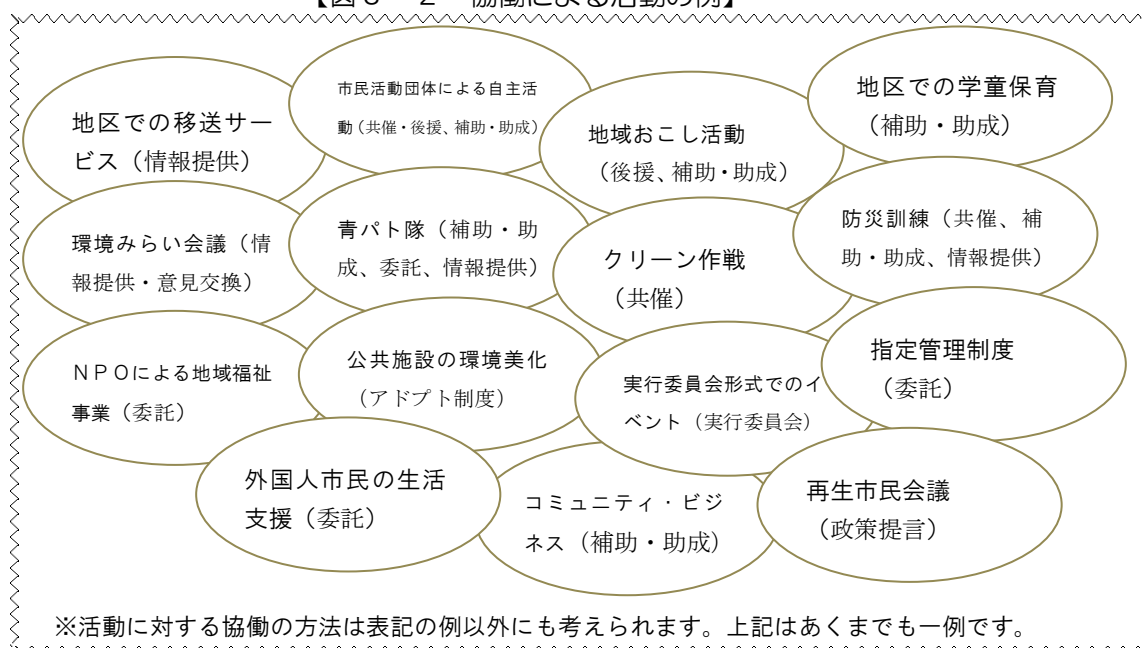 【図3－2 協働による活動の例】
地区での移送サー
ビス（情報提供）
市民活動団体による自主活
動（共催・後援、補助・助成）
地域おこし活動
（後援、補助・助成）
地区での学童保育
（補助・助成）
環境みらい会議（情
報提供・意見交換）
青パト隊（補助・助
成、委託、情報提供）
クリーン作戦
（共催）
防災訓練（共催、補
助・助成、情報提供）
ＮＰＯによる地域福祉
事業（委託）
公共施設の環境美化
（アドプト制度）
実行委員会形式でのイ
ベント（実行委員会）
指定管理制度
（委託）
外国人市民の生活
支援（委託）
コミュニティ・ビジ
ネス（補助・助成）
再生市民会議
（政策提言）
※活動に対する協働の方法は表記の例以外にも考えられます。上記はあくまでも一例です。